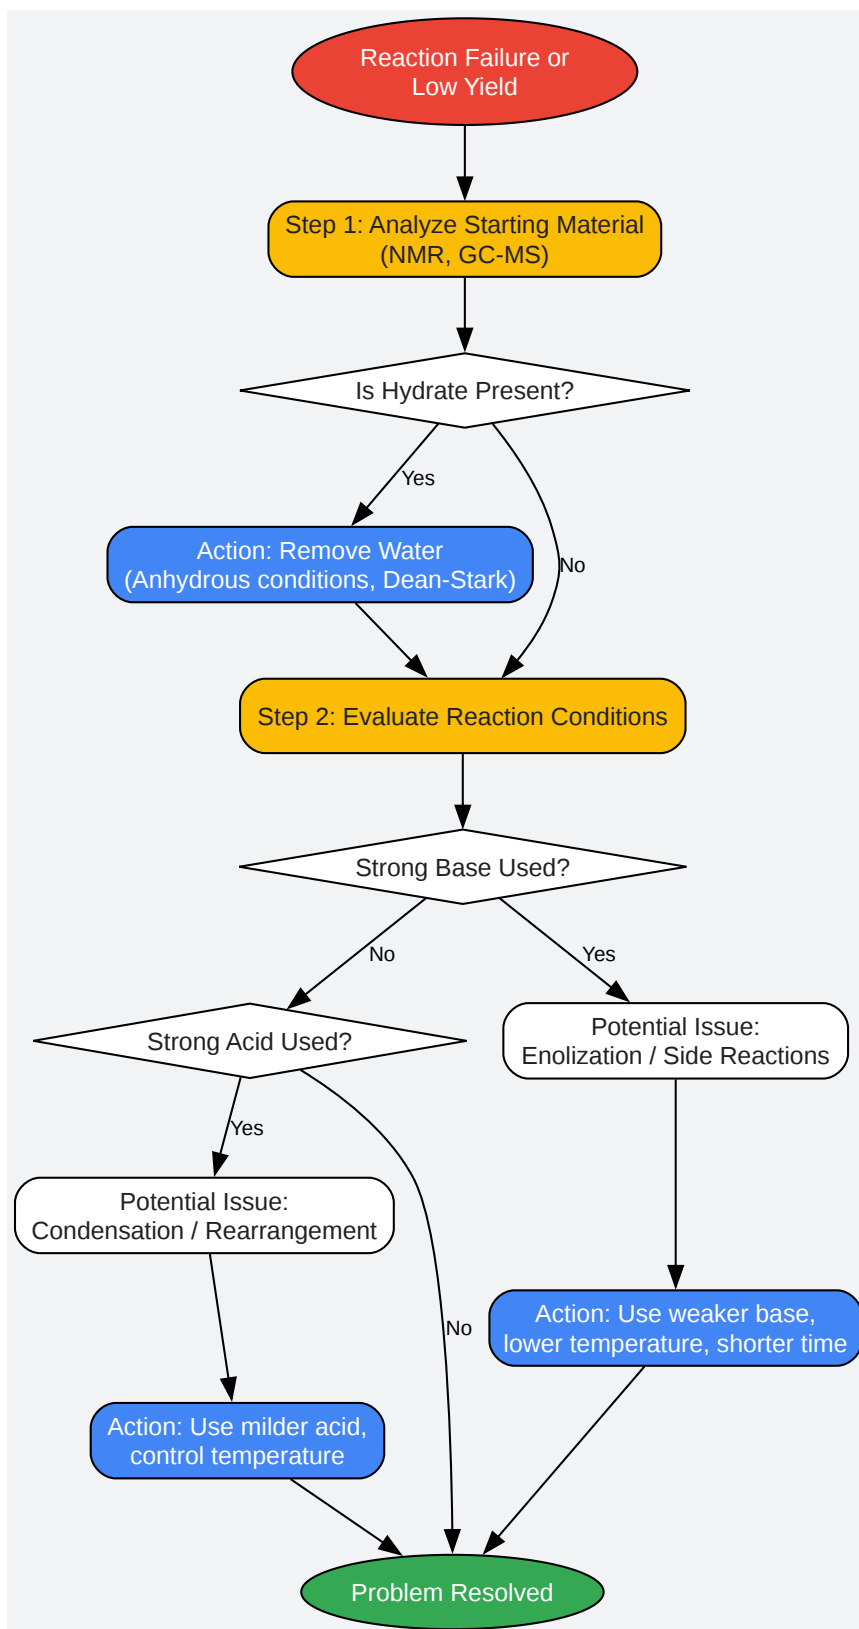 Reaction Failure or
Low Yield
Step 1: Analyze Starting Material
(NMR, GC-MS)
Is Hydrate Present?
Yes
Action: Remove Water
(Anhydrous conditions, Dean-Stark)
No
Step 2: Evaluate Reaction Conditions
Strong Base Used?
No
Yes
Strong Acid Used?
Potential Issue:
Enolization / Side Reactions
Yes
Potential Issue:
Condensation / Rearrangement
No
Action: Use weaker base,
lower temperature, shorter time
Action: Use milder acid,
control temperature
Problem Resolved